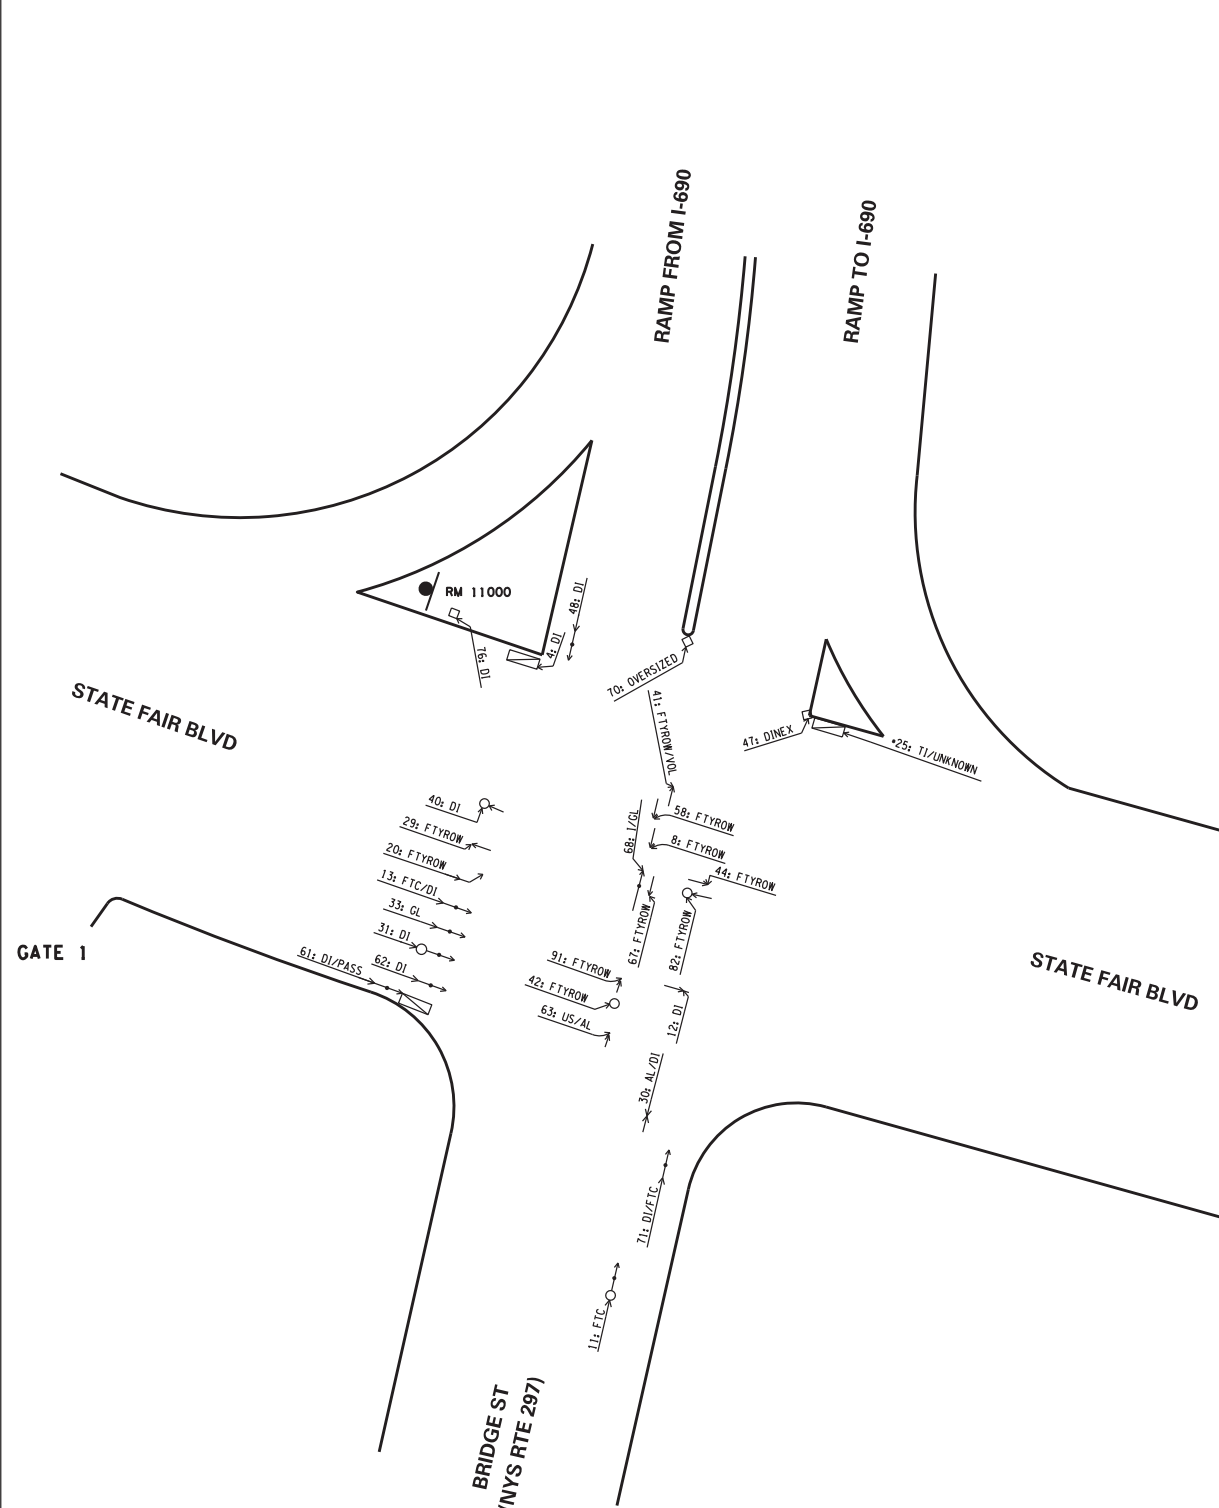 RAMP FROM I-690
RAMP TO I-690
RM 11000
48: DI
4: DI
76: DI
70: OVERSIZED
STATE FAIR BLVD
41: FTYROW/VOL
47: DINEX
*25: TI/UNKNOWN
40: DI
58: FTYROW
68: I/GL
29: FTYROW
8: FTYROW
20: FTYROW
44: FTYROW
13: FTC/DI
33: GL
67: FTYROW
82: FTYROW
31: DI
GATE 1
61: DI/PASS
62: DI
91: FTYROW
STATE FAIR BLVD
42: FTYROW
63: US/AL
12: DI
30: AL/DI
71: DI/FTC
11: FTC
BRIDGE ST
(NYS RTE 297)